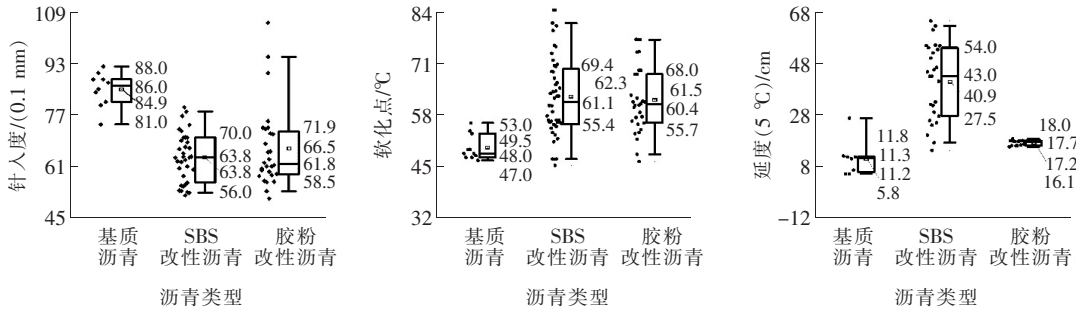 109
93
77
61
45
针入度/(0.1 mm)
88.0
86.0
84.9
81.0
70.0
63.8
63.8
56.0
71.9
66.5
61.8
58.5
基质
沥青
SBS
改性沥青
胶粉
改性沥青
沥青类型
84
71
58
45
32
软化点/℃
53.0
49.5
48.0
47.0
69.4
62.3
61.1
55.4
68.0
61.5
60.4
55.7
基质
沥青
SBS
改性沥青
胶粉
改性沥青
沥青类型
68
48
28
8
-12
延度(5 ℃)/cm
11.8
11.3
11.2
5.8
54.0
43.0
40.9
27.5
18.0
17.7
17.2
16.1
基质
沥青
SBS
改性沥青
胶粉
改性沥青
沥青类型